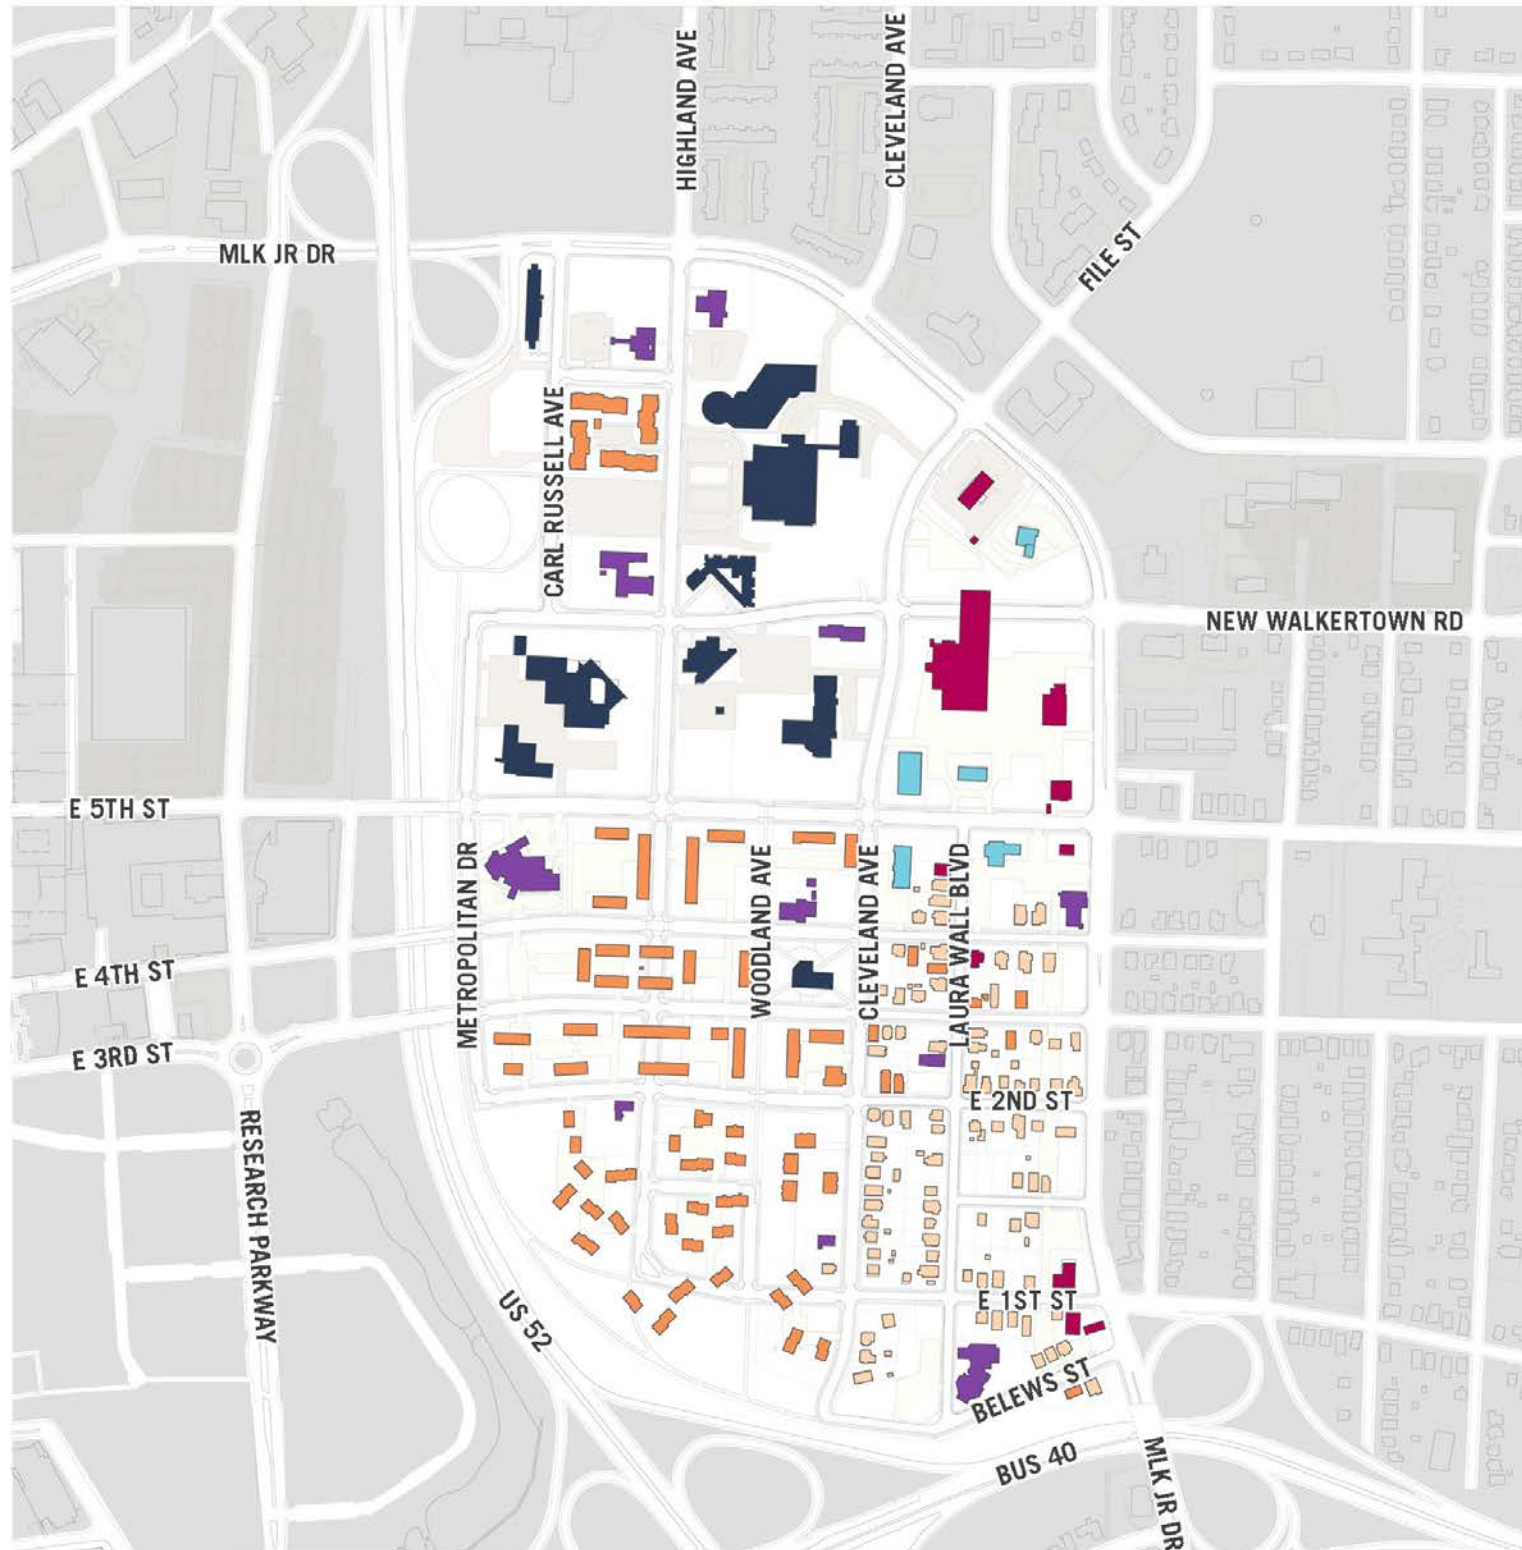 HIGHLAND AVE
CLEVELAND AVE
MLK JR DR
FILE ST
CARL RUSSELL AVE
NEW WALKERTOWN RD
E 5TH ST
METROPOLITAN DR
WOODLAND AVE
CLEVELAND AVE
LAURA WALL BLVD
E 4TH ST
E 3RD ST
E 2ND ST
RESEARCH PARKWAY
US 52
E 1ST ST
BELEWS ST
BUS 40
MLK JR DR